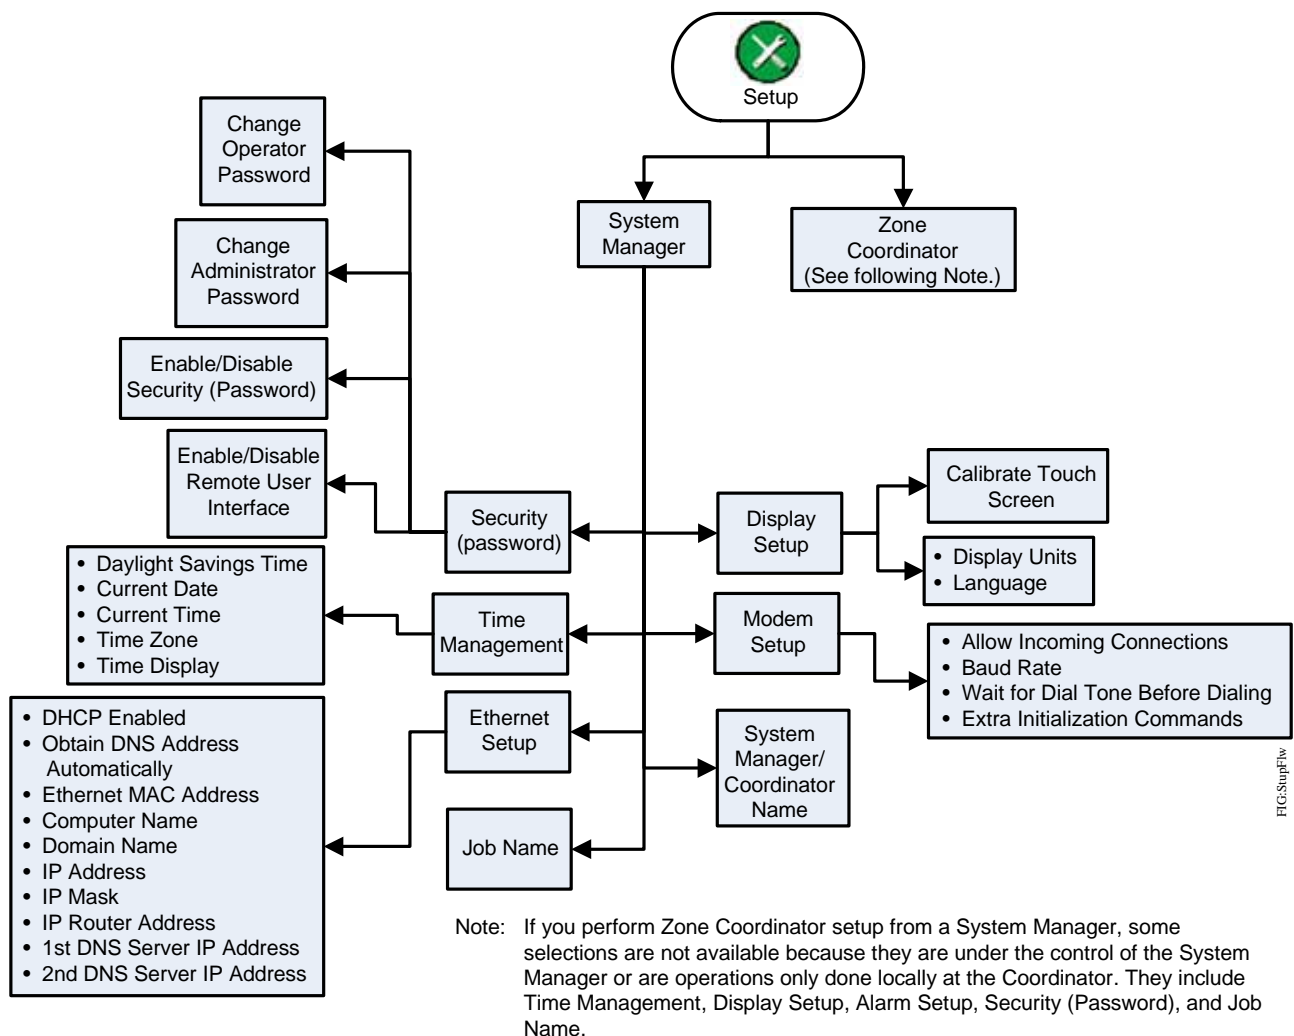 Setup
System
Manager
Zone
Coordinator
(See following Note.)
Change
Operator
Password
Change
Administrator
Password
Enable/Disable
Security (Password)
Enable/Disable
Remote User
Interface
Security
(password)
Display
Setup
Calibrate Touch
Screen
• Display Units
• Language
• Daylight Savings Time
• Current Date
• Current Time
• Time Zone
• Time Display
Time
Management
Modem
Setup
• Allow Incoming Connections
• Baud Rate
• Wait for Dial Tone Before Dialing
• Extra Initialization Commands
• DHCP Enabled
• Obtain DNS Address
Automatically
• Ethernet MAC Address
• Computer Name
• Domain Name
• IP Address
• IP Mask
• IP Router Address
• 1st DNS Server IP Address
• 2nd DNS Server IP Address
Ethernet
Setup
System
Manager/
Coordinator
Name
Job Name
FIG:StupFlw
Note: If you perform Zone Coordinator setup from a System Manager, some
selections are not available because they are under the control of the System
Manager or are operations only done locally at the Coordinator. They include
Time Management, Display Setup, Alarm Setup, Security (Password), and Job
Name.